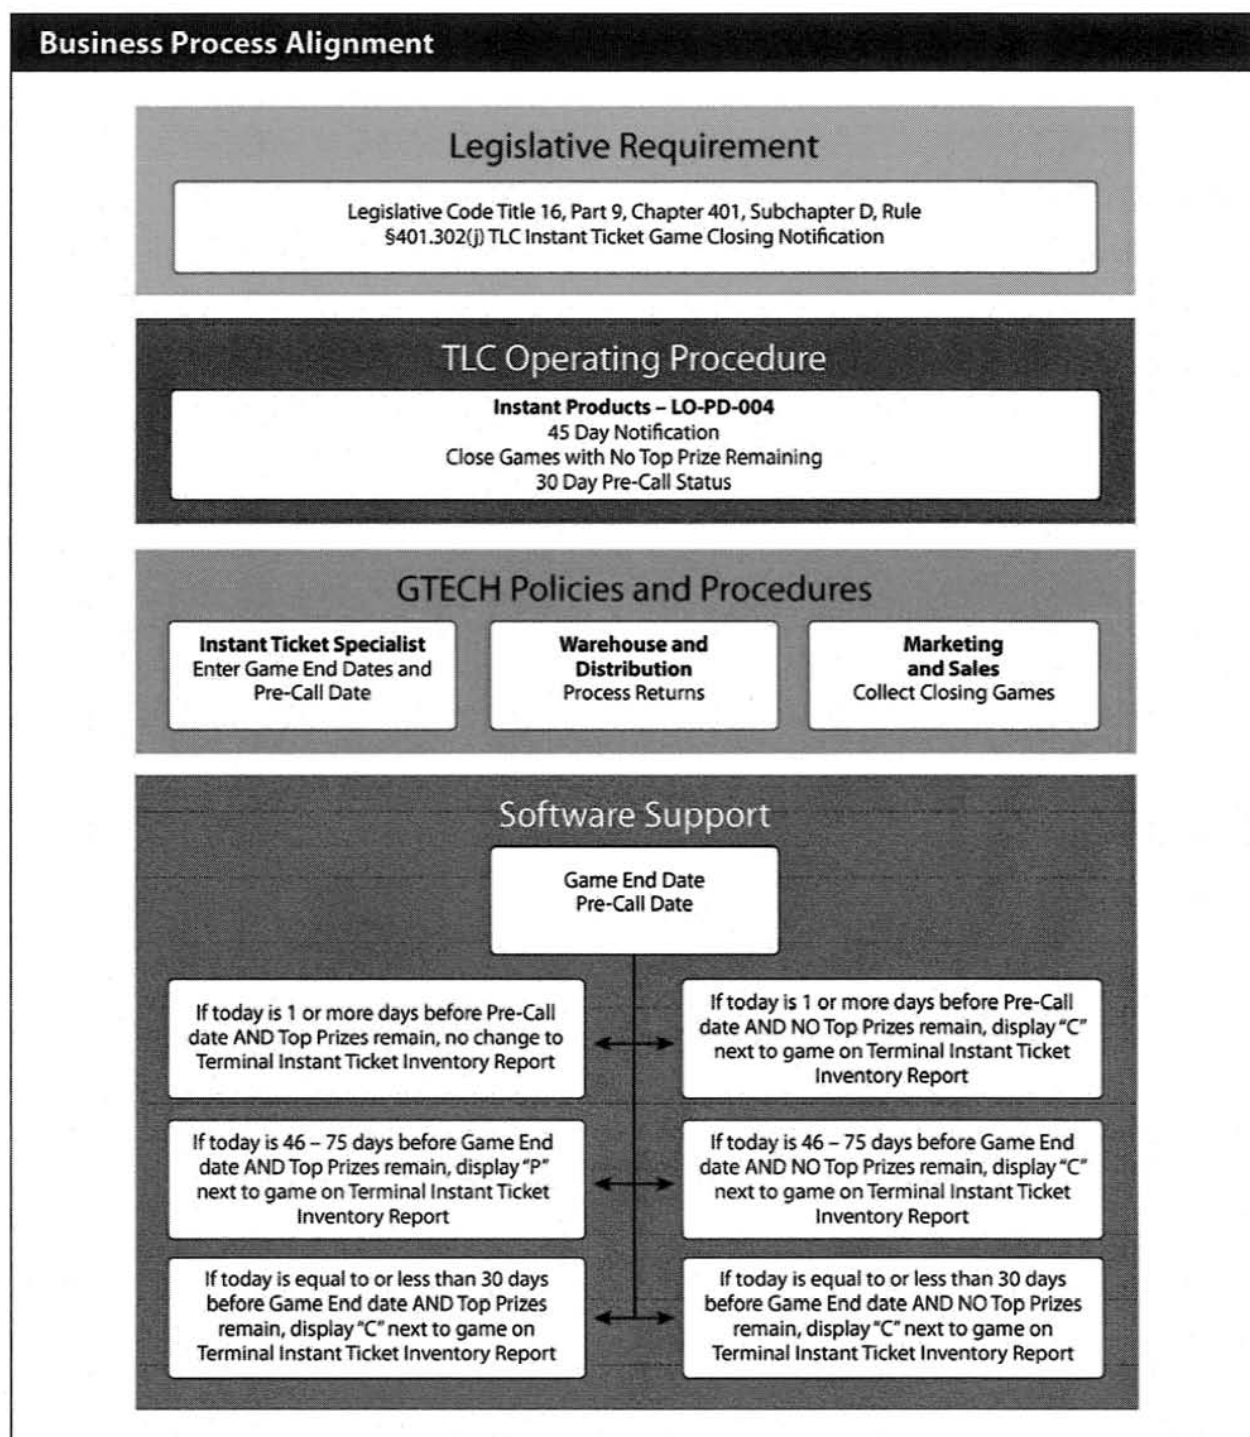 Business Process Alignment
Legislative Requirement
Legislative Code Title 16, Part 9, Chapter 401, Subchapter D, Rule
§401.302(j) TLC Instant Ticket Game Closing Notification
TLC Operating Procedure
Instant Products – LO-PD-004
45 Day Notification
Close Games with No Top Prize Remaining
30 Day Pre-Call Status
GTECH Policies and Procedures
Instant Ticket Specialist
Enter Game End Dates and
Pre-Call Date
Warehouse and
Distribution
Process Returns
Marketing
and Sales
Collect Closing Games
Software Support
Game End Date
Pre-Call Date
If today is 1 or more days before Pre-Call
date AND Top Prizes remain, no change to
Terminal Instant Ticket Inventory Report
If today is 1 or more days before Pre-Call
date AND NO Top Prizes remain, display "C"
next to game on Terminal Instant Ticket
Inventory Report
If today is 46 – 75 days before Game End
date AND Top Prizes remain, display "P"
next to game on Terminal Instant Ticket
Inventory Report
If today is 46 – 75 days before Game End
date AND NO Top Prizes remain, display "C"
next to game on Terminal Instant Ticket
Inventory Report
If today is equal to or less than 30 days
before Game End date AND Top Prizes
remain, display "C" next to game on
Terminal Instant Ticket Inventory Report
If today is equal to or less than 30 days
before Game End date AND NO Top Prizes
remain, display "C" next to game on
Terminal Instant Ticket Inventory Report